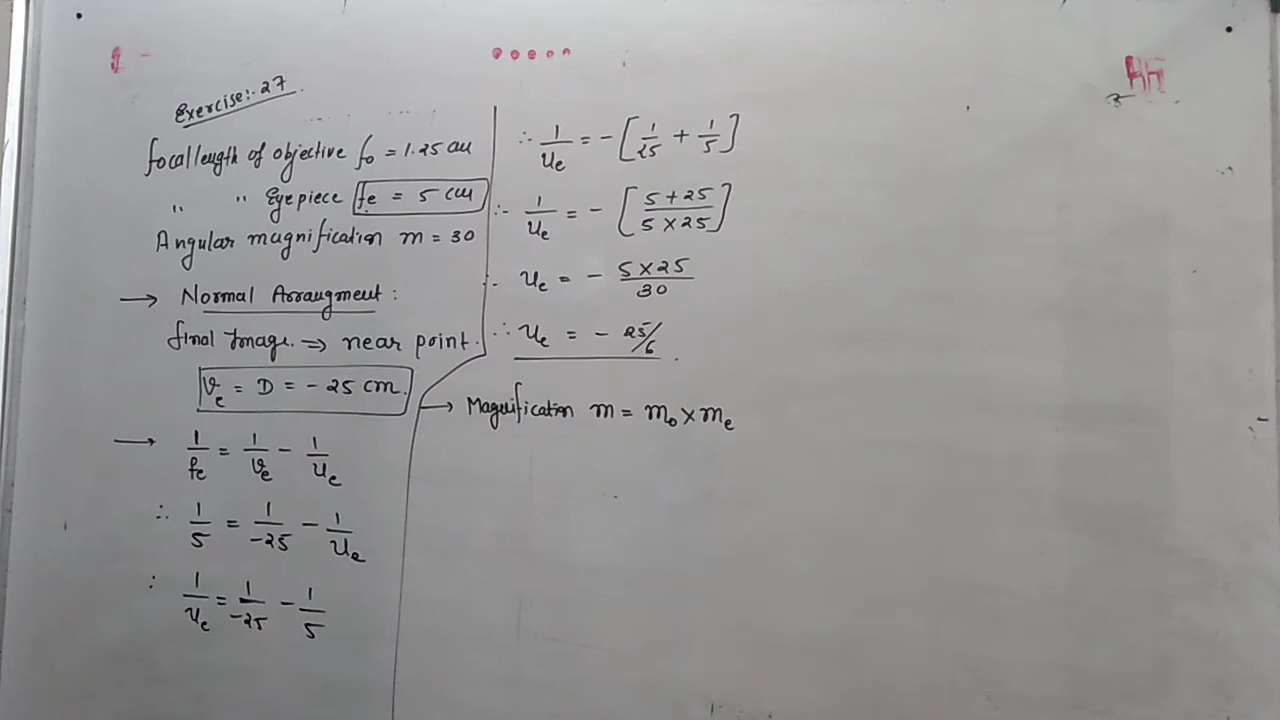 Exercise:- 27
focal length of objective fo = 1.25 cm
" " Eyepiece fe = 5 cm
Angular magnification m = 30
→ Normal Arraugment :
final Image. ⇒ near point.
ve = D = - 25 cm.
→ 1/fe = 1/ve - 1/ue
∴ 1/5 = 1/-25 - 1/ue
∴ 1/ue = 1/-25 - 1/5
∴ 1/ue = - [1/25 + 1/5]
∴ 1/ue = - [5+25/5×25]
∴ ue = - 5×25/30
∴ ue = - 25/6.
→ Magnification m = mo × me